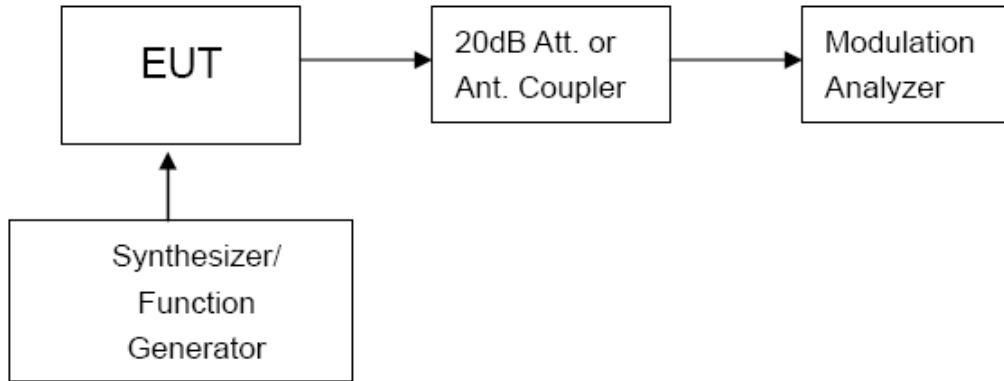 EUT
20dB Att. or
Ant. Coupler
Modulation
Analyzer
Synthesizer/
Function
Generator